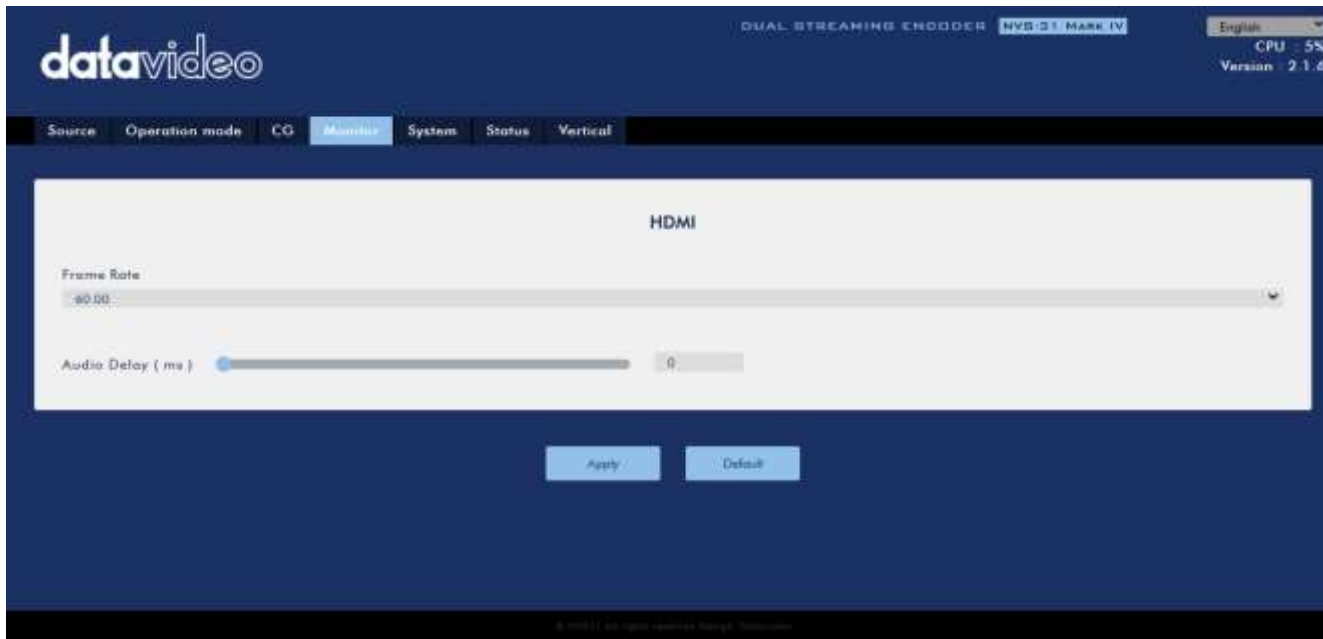 DUAL STREAMING ENCODER NVS-31 MARK IV
English
CPU : 5%
Version : 2.1.6
datavideo
Source Operation mode CG Monitor System Status Vertical
HDMI
Frame Rate
60.00
Audio Delay ( ms ) 0
Apply Default